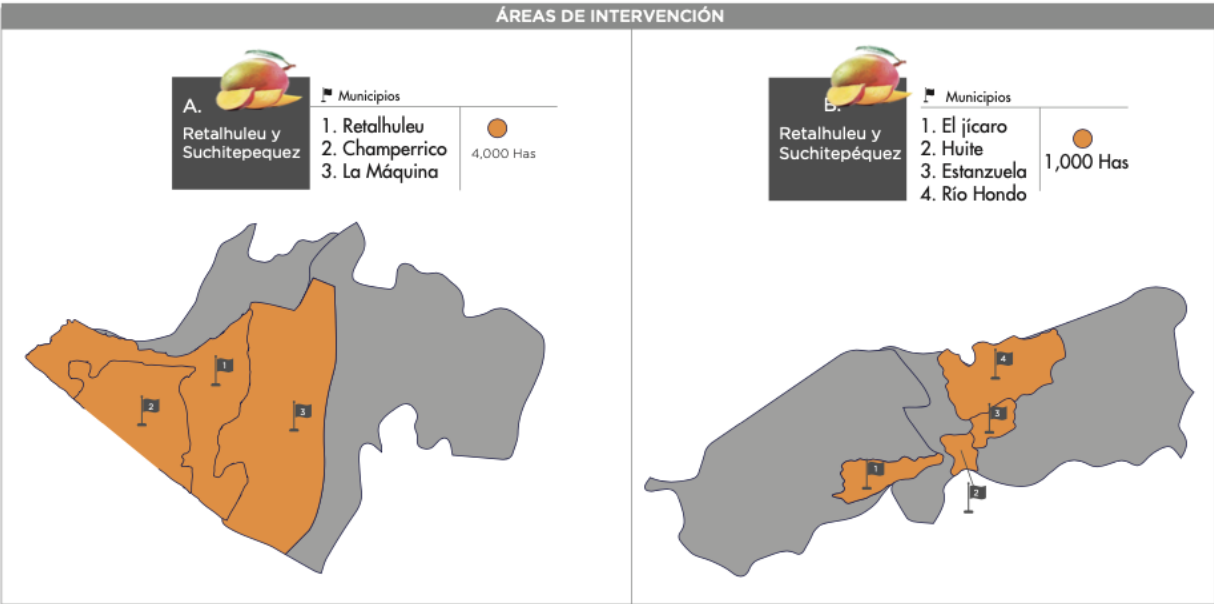 ÁREAS DE INTERVENCIÓN
A.
Retalhuleu y
Suchitepequez
Municipios
1. Retalhuleu
2. Champerrico
3. La Máquina
4,000 Has
1
2
3
B.
Retalhuleu y
Suchitepéquez
Municipios
1. El jícaro
2. Huite
3. Estanzuela
4. Río Hondo
1,000 Has
4
3
1
2